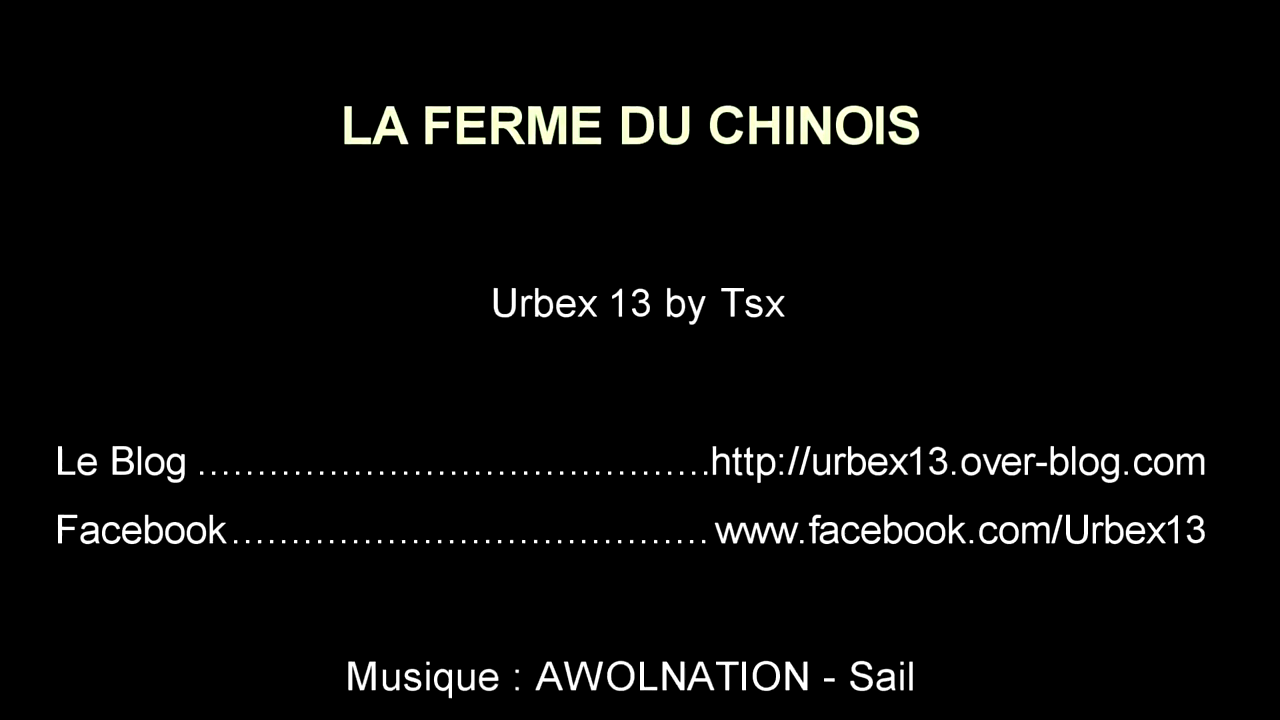 LA FERME DU CHINOIS
Urbex 13 by Tsx
Le Blog ...........................................http://urbex13.over-blog.com
Facebook........................................ www.facebook.com/Urbex13
Musique : AWOLNATION - Sail